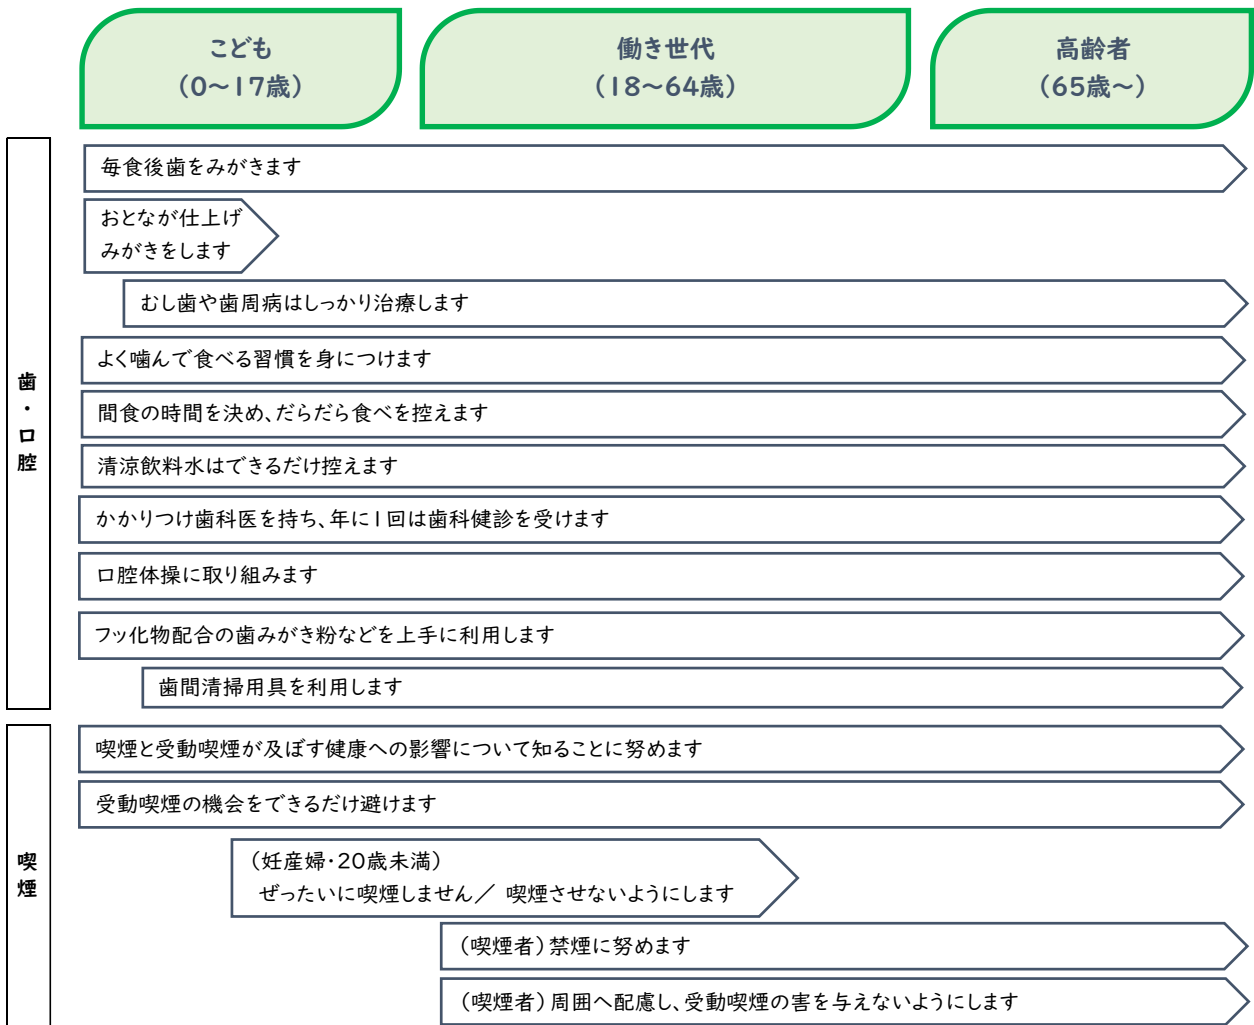 こども
（0～17歳）
働き世代
（18～64歳）
高齢者
（65歳～）
歯・口腔
毎食後歯をみがきます
おとなが仕上げ
みがきをします
むし歯や歯周病はしっかり治療します
よく噛んで食べる習慣を身につけます
間食の時間を決め、だらだら食べを控えます
清涼飲料水はできるだけ控えます
かかりつけ歯科医を持ち、年に1回は歯科健診を受けます
口腔体操に取り組みます
フッ化物配合の歯みがき粉などを上手に利用します
歯間清掃用具を利用します
喫煙
喫煙と受動喫煙が及ぼす健康への影響について知ることに努めます
受動喫煙の機会をできるだけ避けます
（妊産婦・20歳未満）
ぜったいに喫煙しません／ 喫煙させないようにします
（喫煙者）禁煙に努めます
（喫煙者）周囲へ配慮し、受動喫煙の害を与えないようにします